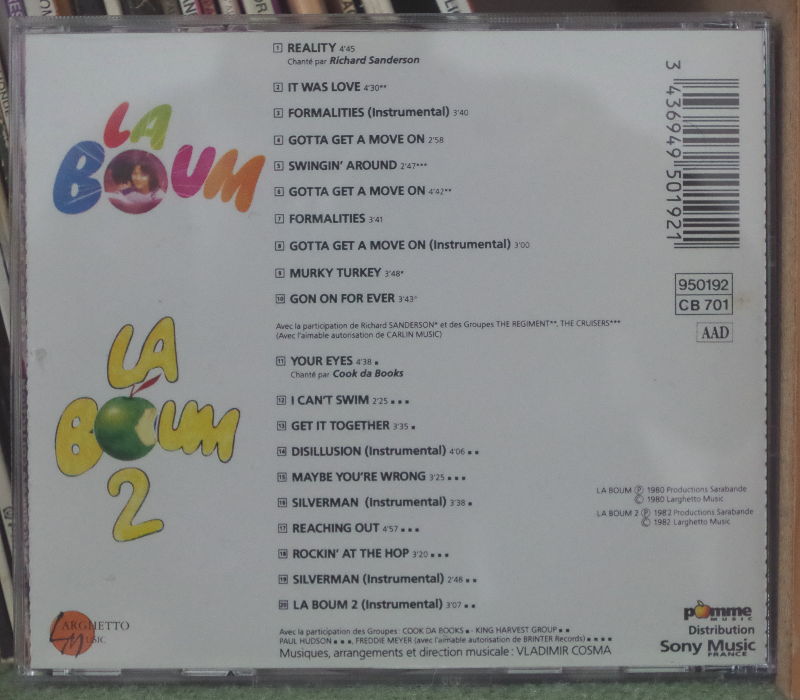 LA
BOUM
1 REALITY 4'45
Chanté par Richard Sanderson
2 IT WAS LOVE 4'30**
3 FORMALITIES (Instrumental) 3'40
4 GOTTA GET A MOVE ON 2'58
5 SWINGIN' AROUND 2'47***
6 GOTTA GET A MOVE ON 4'42**
7 FORMALITIES 3'41
8 GOTTA GET A MOVE ON (Instrumental) 3'00
9 MURKY TURKEY 3'48*
10 GON ON FOR EVER 3'43*
Avec la participation de Richard SANDERSON* et des Groupes THE REGIMENT**, THE CRUISERS***
(Avec l'aimable autorisation de CARLIN MUSIC)
LA
BOUM
2
11 YOUR EYES 4'38 ▪
Chanté par Cook da Books
12 I CAN'T SWIM 2'25 ▪ ▪ ▪
13 GET IT TOGETHER 3'35 ▪
14 DISILLUSION (Instrumental) 4'06 ▪ ▪
15 MAYBE YOU'RE WRONG 3'25 ▪ ▪ ▪
16 SILVERMAN (Instrumental) 3'38 ▪
17 REACHING OUT 4'57 ▪ ▪ ▪
18 ROCKIN' AT THE HOP 3'20 ▪ ▪ ▪
19 SILVERMAN (Instrumental) 2'46 ▪ ▪
20 LA BOUM 2 (Instrumental) 3'07 ▪ ▪
Avec la participation des Groupes: COOK DA BOOKS ▪ - KING HARVEST GROUP ▪ ▪
PAUL HUDSON ▪ ▪ ▪, FREDDIE MEYER (avec l'aimable autorisation de BRINTER Records) ▪ ▪ ▪ ▪
Musiques, arrangements et direction musicale : VLADIMIR COSMA
3 436949 501921
950192
CB 701
AAD
LA BOUM Ⓟ 1980 Productions Sarabande
© 1980 Larghetto Music
LA BOUM 2 Ⓟ 1982 Productions Sarabande
© 1982 Larghetto Music
LARGHETTO
MUSIC
pomme
MUSIC
Distribution
Sony Music
FRANCE